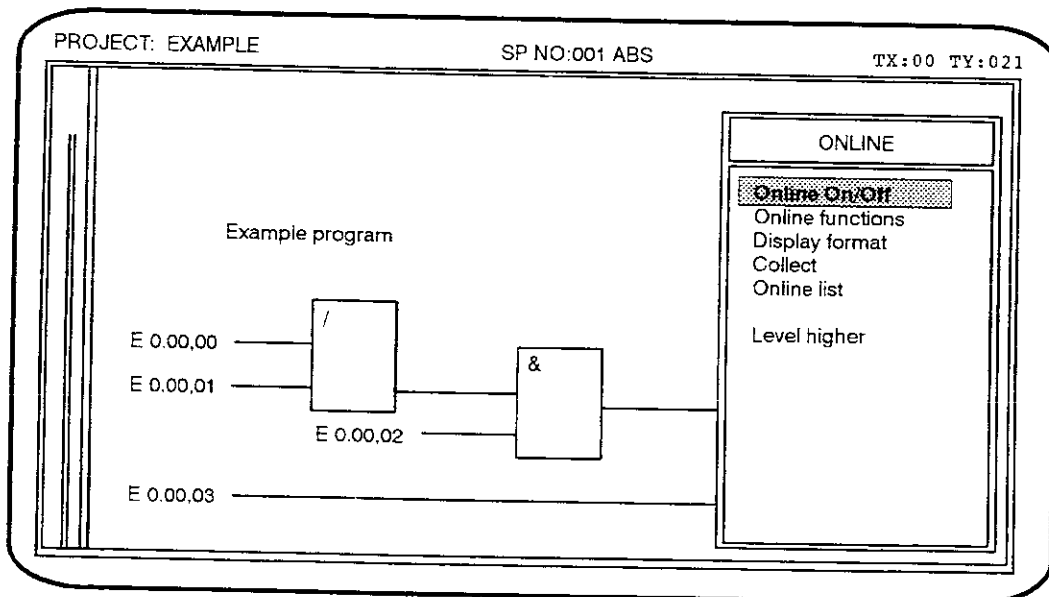 PROJECT: EXAMPLE SP NO:001 ABS TX:00 TY:021
ONLINE
Online On/Off
Online functions
Display format
Collect
Online list
Level higher
Example program
/
E 0.00,00
E 0.00,01
&
E 0.00,02
E 0.00,03